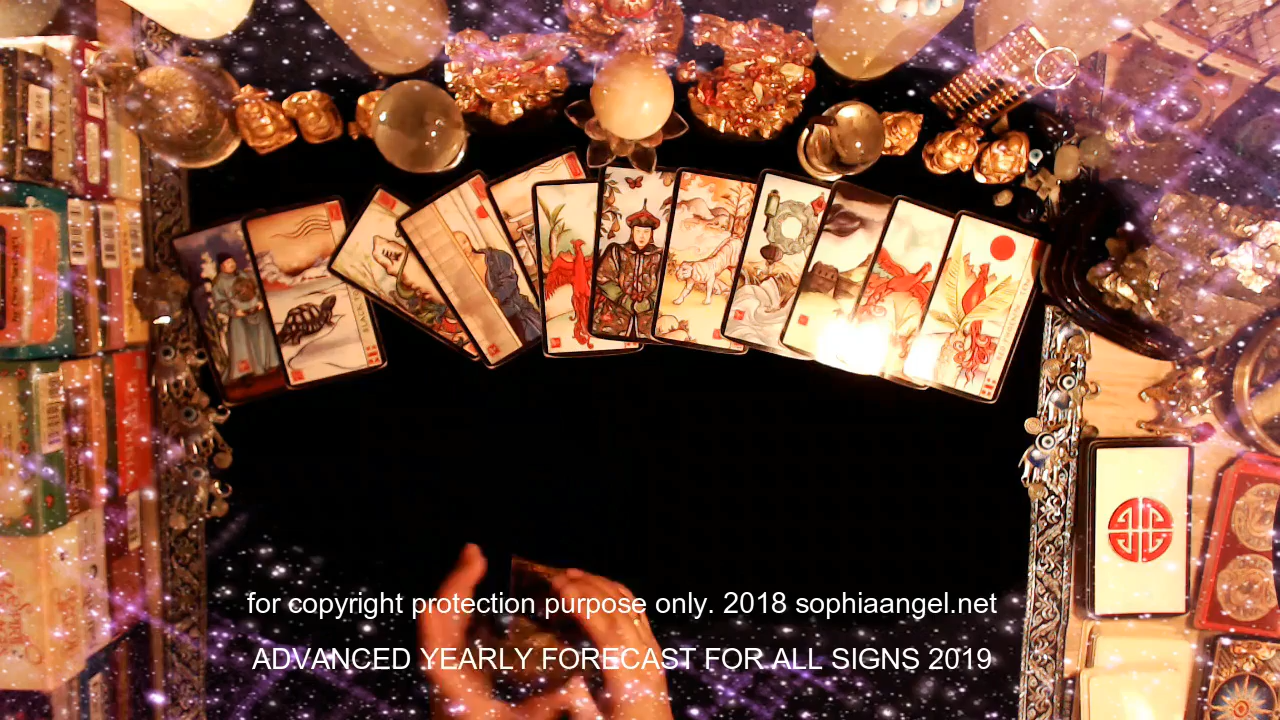 for copyright protection purpose only. 2018 sophiaangel.net
ADVANCED YEARLY FORECAST FOR ALL SIGNS 2019